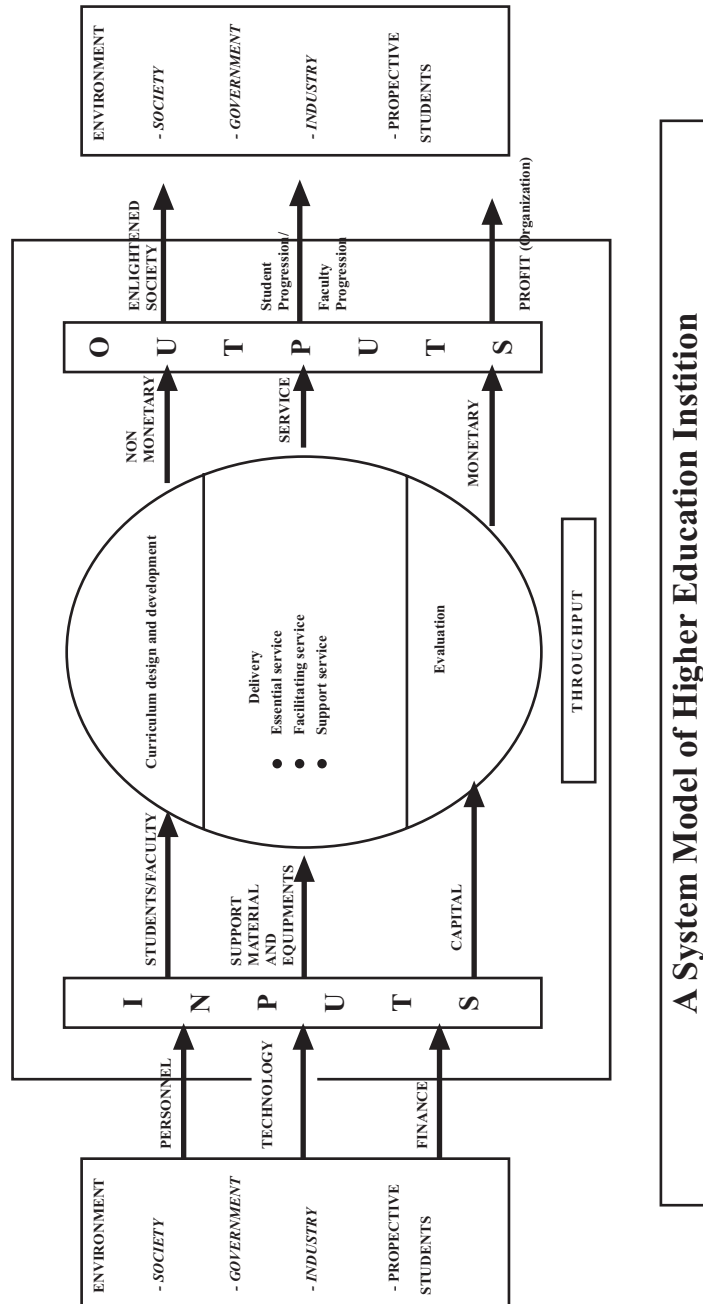 ENVIRONMENT
- SOCIETY
- GOVERNMENT
- INDUSTRY
- PROPECTIVE
STUDENTS
PERSONNEL
TECHNOLOGY
FINANCE
I N P U T S
STUDENTS/FACULTY
SUPPORT
MATERIAL
AND
EQUIPMENTS
CAPITAL
Curriculum design and development
Delivery
● Essential service
● Facilitating service
● Support service
Evaluation
THROUGHPUT
NON
MONETARY
SERVICE
MONETARY
O U T P U T S
ENLIGHTENED
SOCIETY
Student
Progression/
Faculty
Progression
PROFIT (Organization)
ENVIRONMENT
- SOCIETY
- GOVERNMENT
- INDUSTRY
- PROPECTIVE
STUDENTS
A System Model of Higher Education Instition